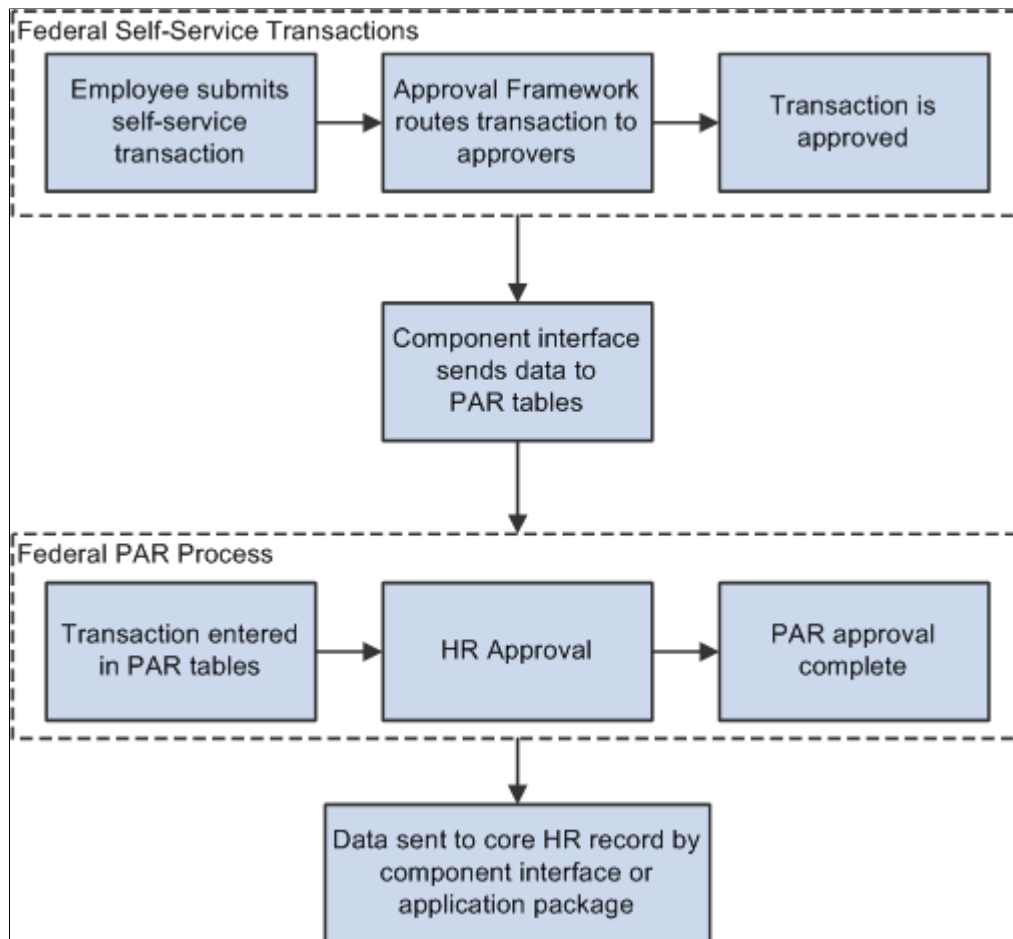 Federal Self-Service Transactions
Employee submits
self-service
transaction
Approval Framework
routes transaction to
approvers
Transaction is
approved
Component interface
sends data to
PAR tables
Federal PAR Process
Transaction entered
in PAR tables
HR Approval
PAR approval
complete
Data sent to core HR record by
component interface or
application package